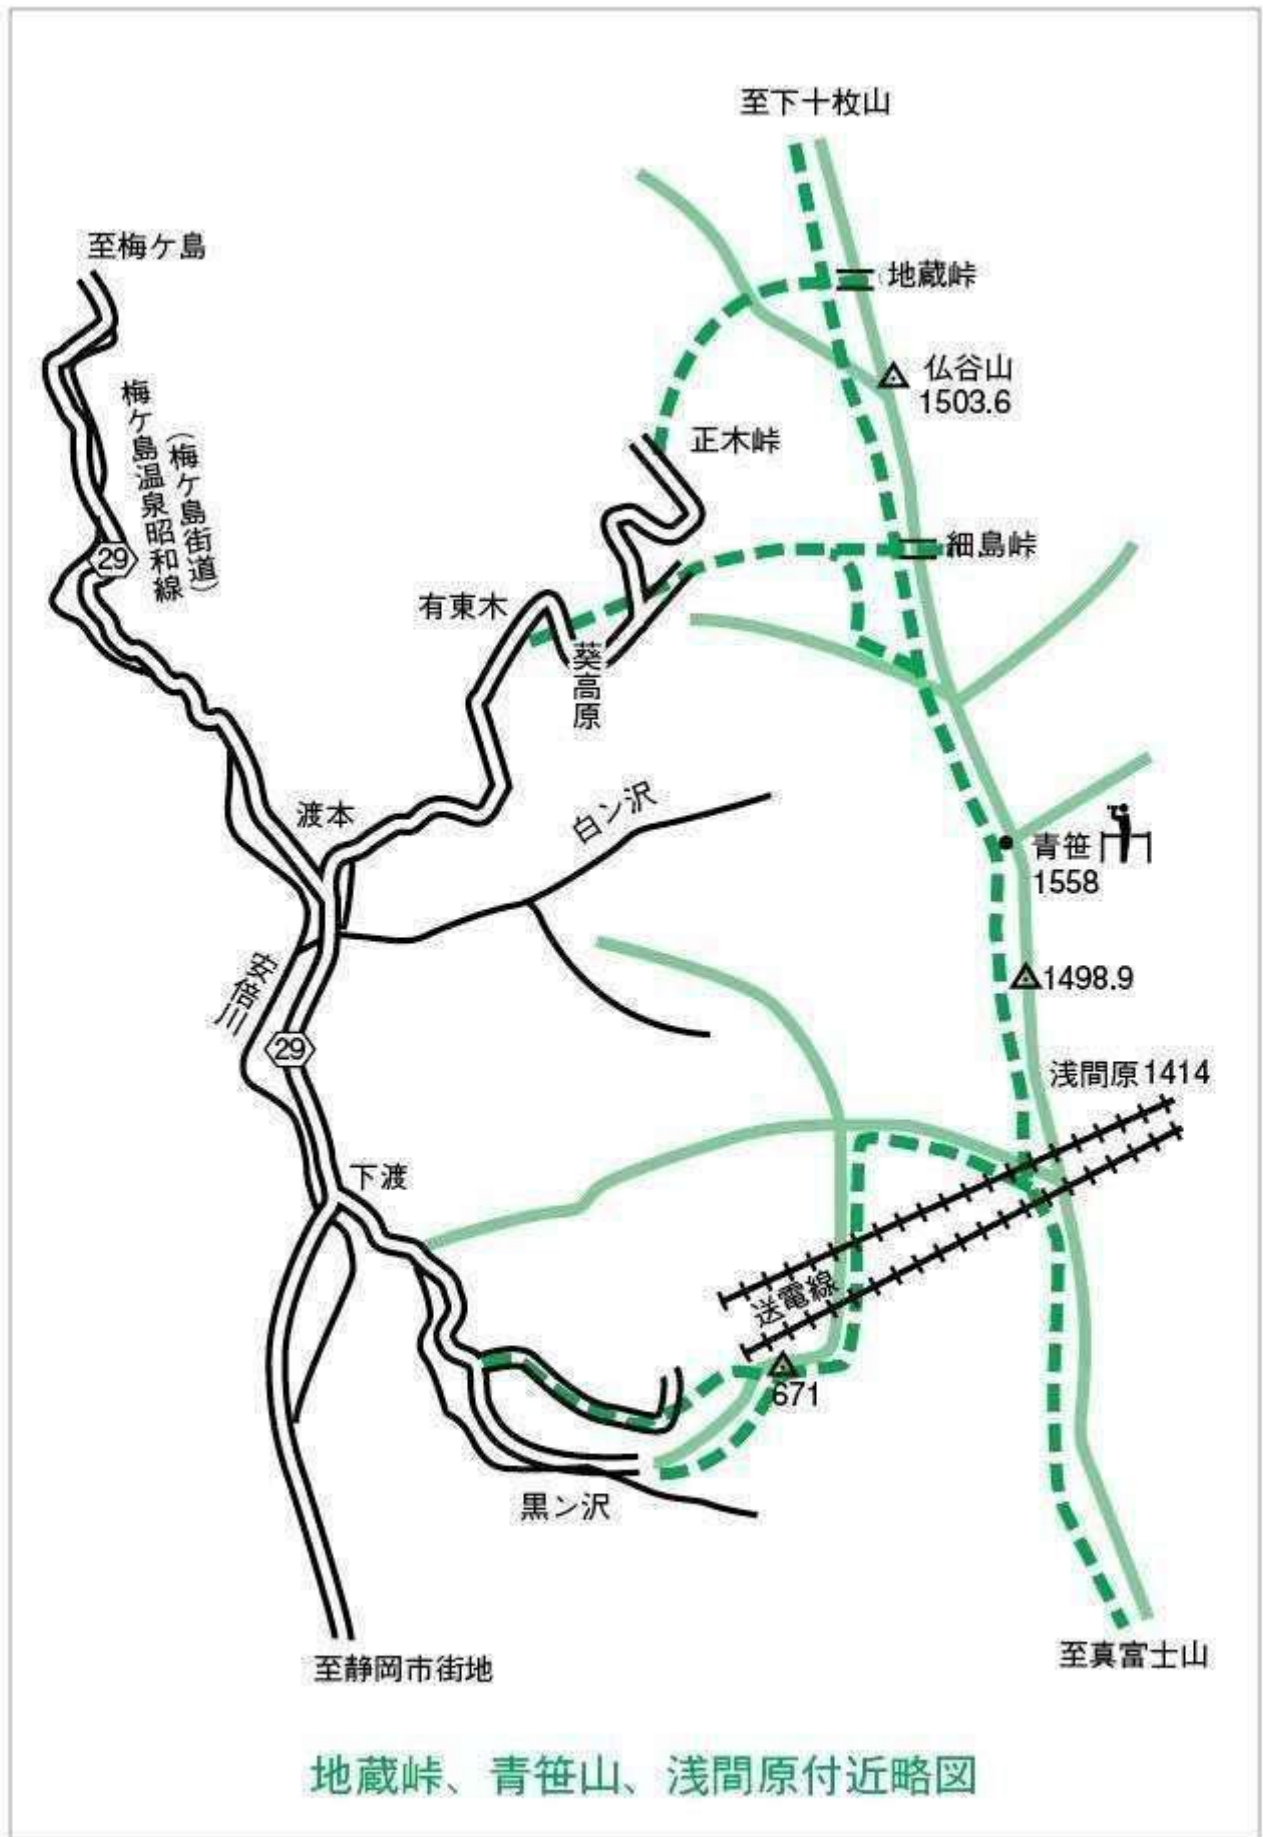 至下十枚山
至梅ケ島
地蔵峠
仏谷山
1503.6
梅ケ島温泉昭和線
(梅ケ島街道)
正木峠
29
細島峠
有東木
葵高原
渡本
白ン沢
青笹
1558
安倍川
1498.9
29
浅間原1414
下渡
送電線
671
黒ン沢
至真富士山
至静岡市街地
地蔵峠、青笹山、浅間原付近略図